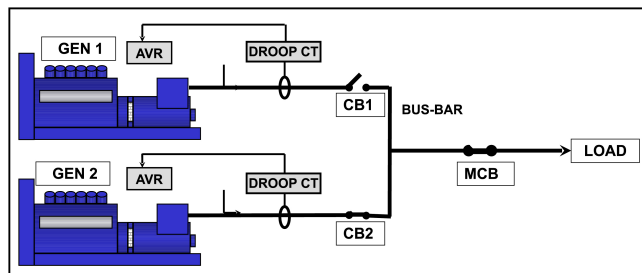 GEN 1
AVR
DROOP CT
CB1
BUS-BAR
LOAD
MCB
GEN 2
AVR
DROOP CT
CB2